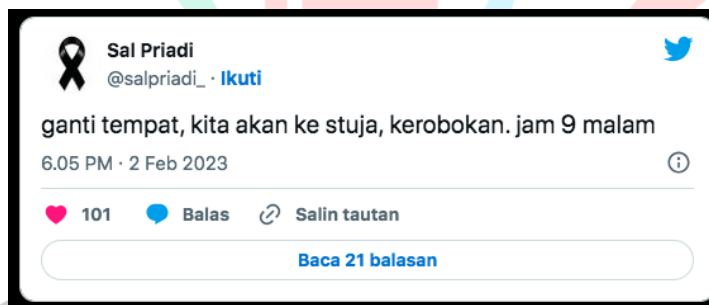 Sal Priadi
@salpriadi_ · Ikuti
ganti tempat, kita akan ke stuja, kerobokan. jam 9 malam
6.05 PM · 2 Feb 2023
101 Balas Salin tautan
Baca 21 balasan